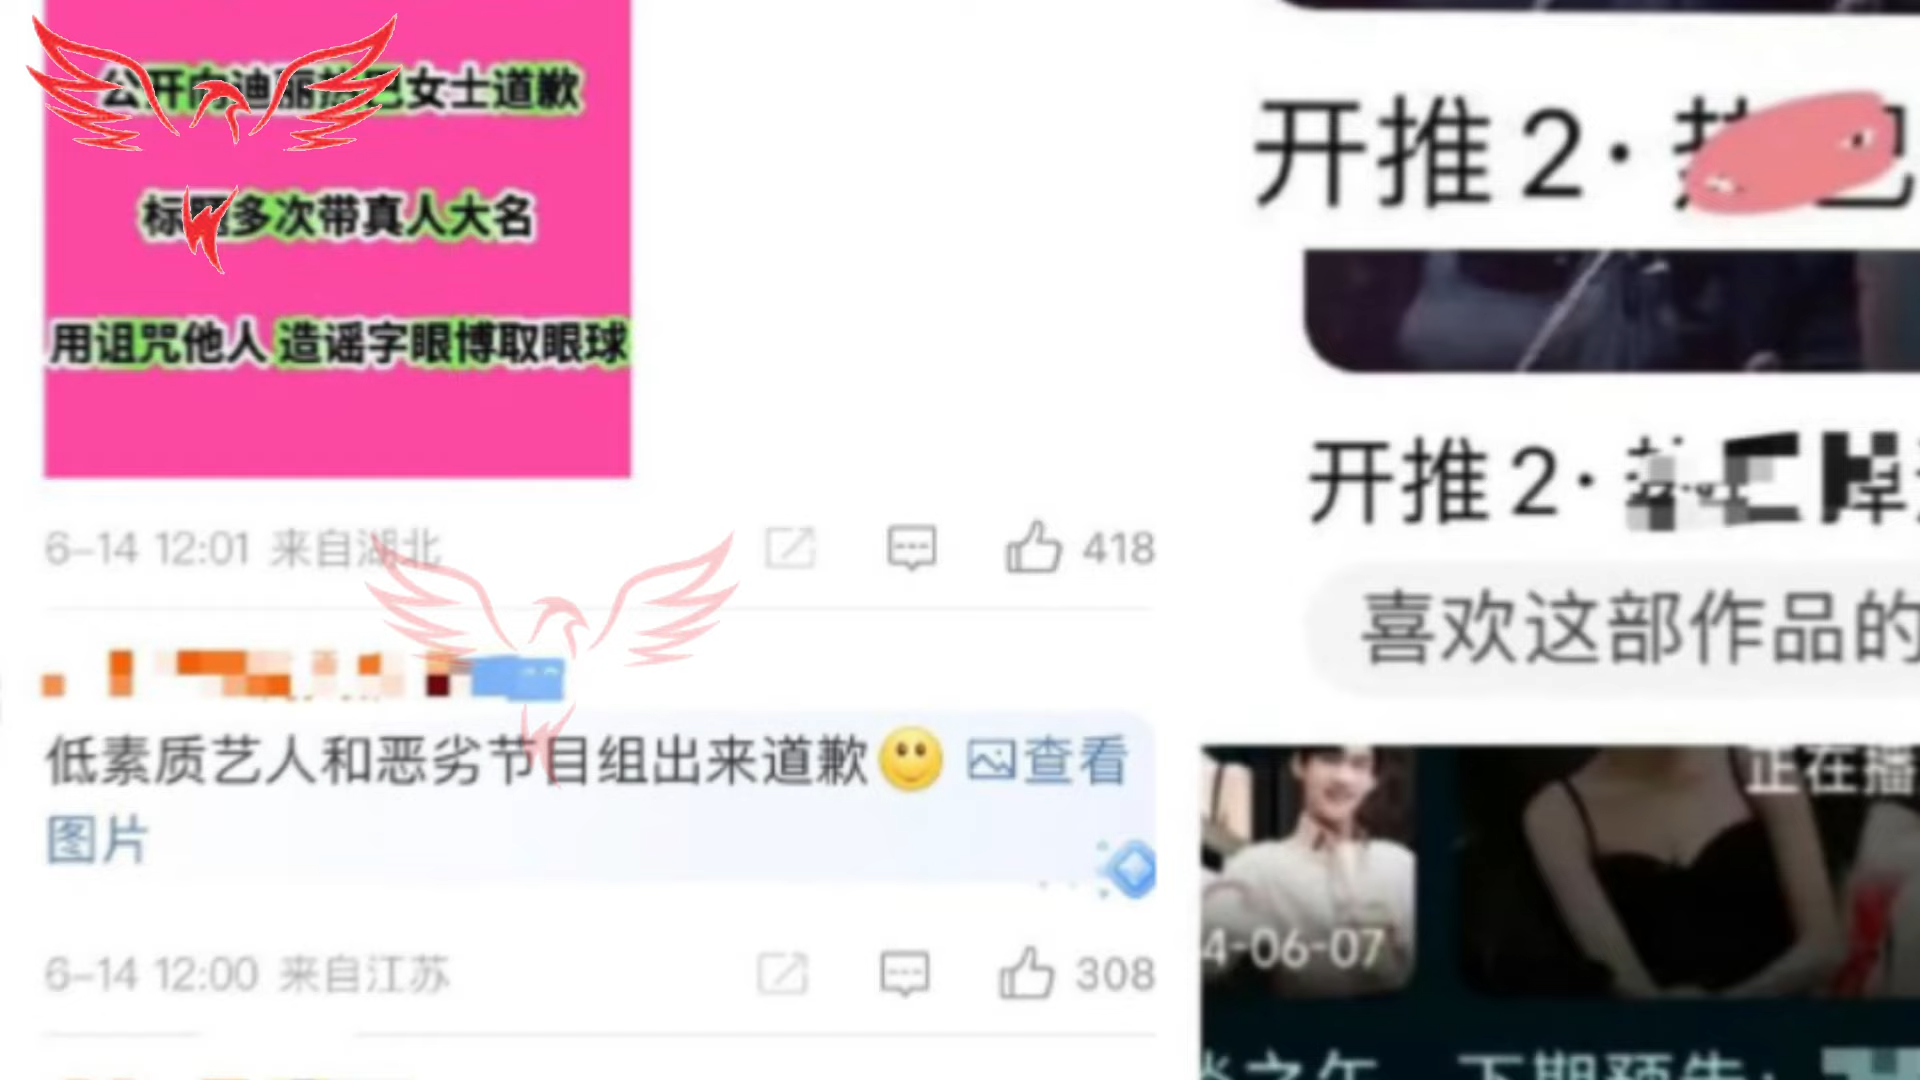 公开向迪丽热巴女士道歉
标题多次带真人大名
用诅咒他人 造谣字眼博取眼球
6-14 12:01 来自湖北
418
低素质艺人和恶劣节目组出来道歉 查看
图片
6-14 12:00 来自江苏
308
开推2·
开推2·
喜欢这部作品的
正在播
4-06-07
之午 下期预告: